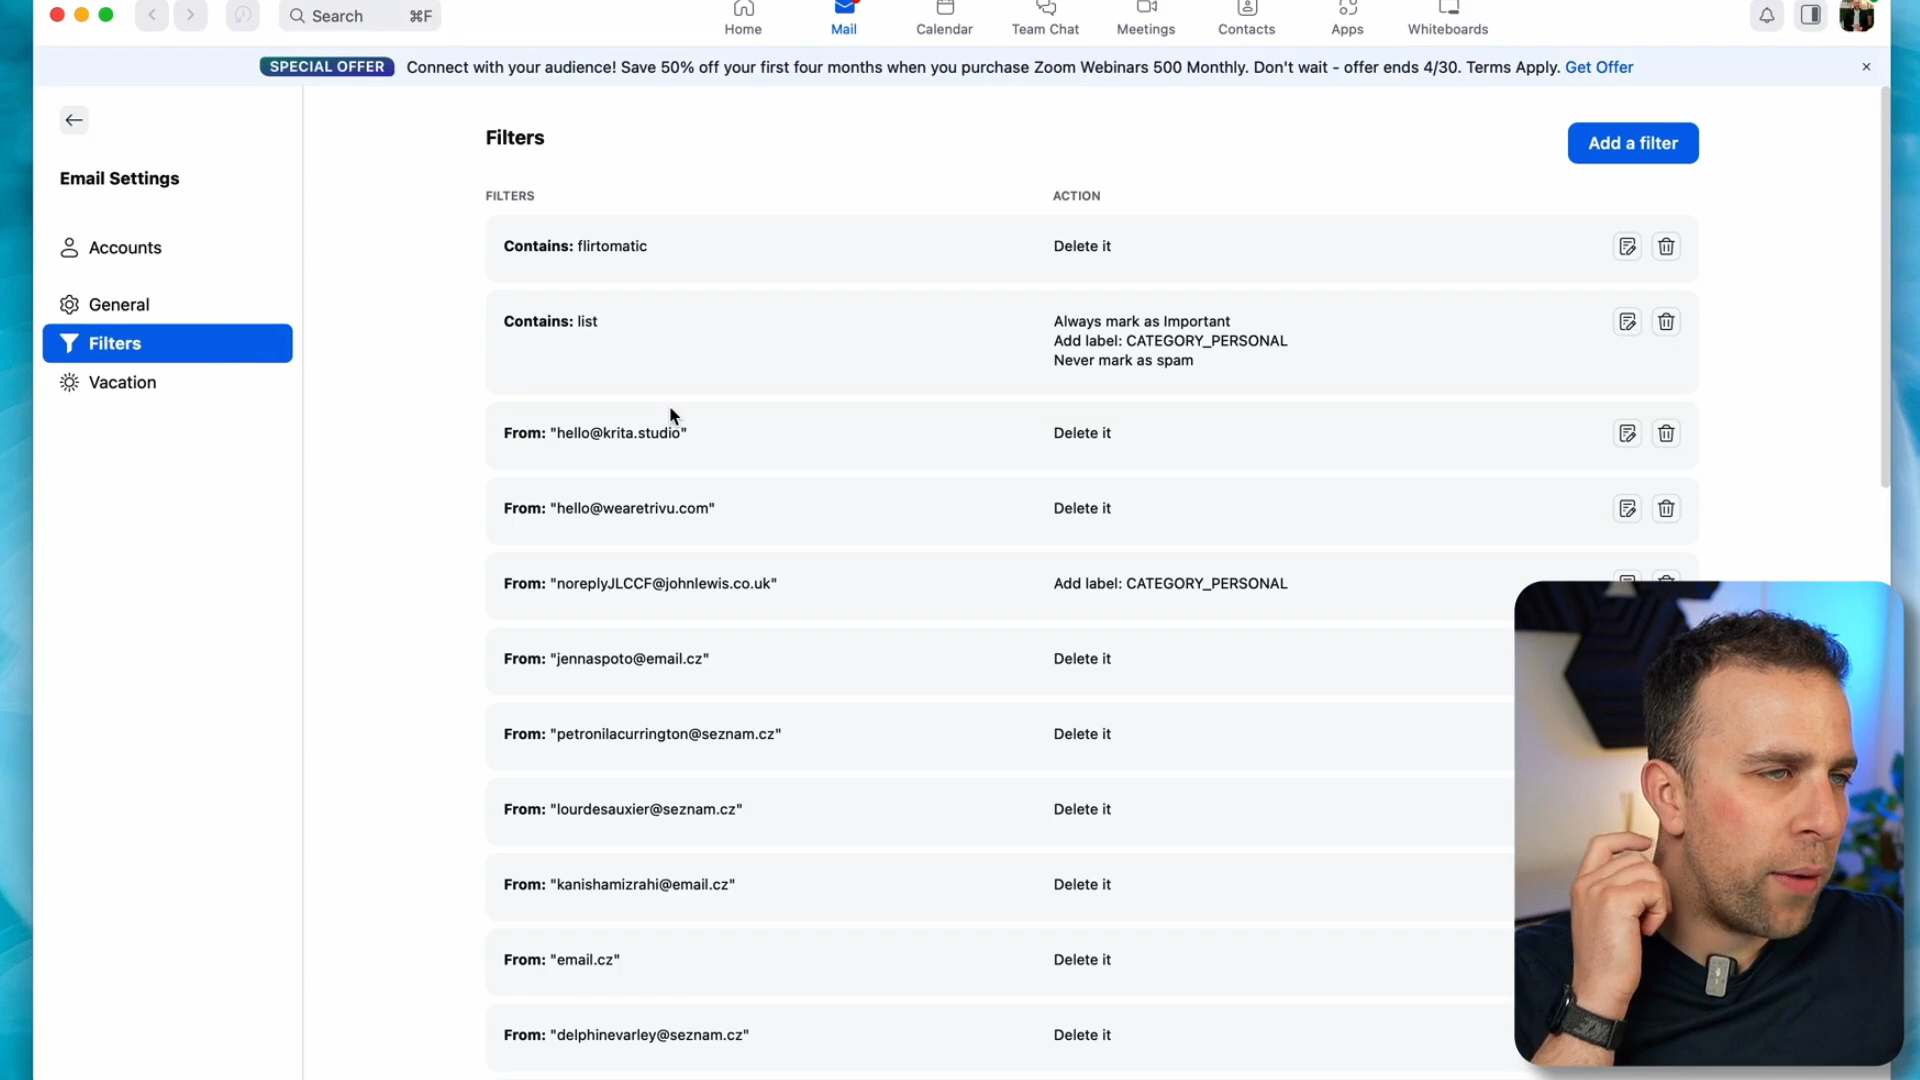 Search ⌘F
Home
Mail
Calendar
Team Chat
Meetings
Contacts
Apps
Whiteboards
SPECIAL OFFER Connect with your audience! Save 50% off your first four months when you purchase Zoom Webinars 500 Monthly. Don't wait - offer ends 4/30. Terms Apply. Get Offer
Email Settings
Accounts
General
Filters
Vacation
Filters
Add a filter
FILTERS ACTION
Contains: flirtomatic Delete it
Contains: list Always mark as Important
Add label: CATEGORY_PERSONAL
Never mark as spam
From: "hello@krita.studio" Delete it
From: "hello@wearetrivu.com" Delete it
From: "noreplyJLCCF@johnlewis.co.uk" Add label: CATEGORY_PERSONAL
From: "jennaspoto@email.cz" Delete it
From: "petronilacurrington@seznam.cz" Delete it
From: "lourdesauxier@seznam.cz" Delete it
From: "kanishamizrahi@email.cz" Delete it
From: "email.cz" Delete it
From: "delphinevarley@seznam.cz" Delete it